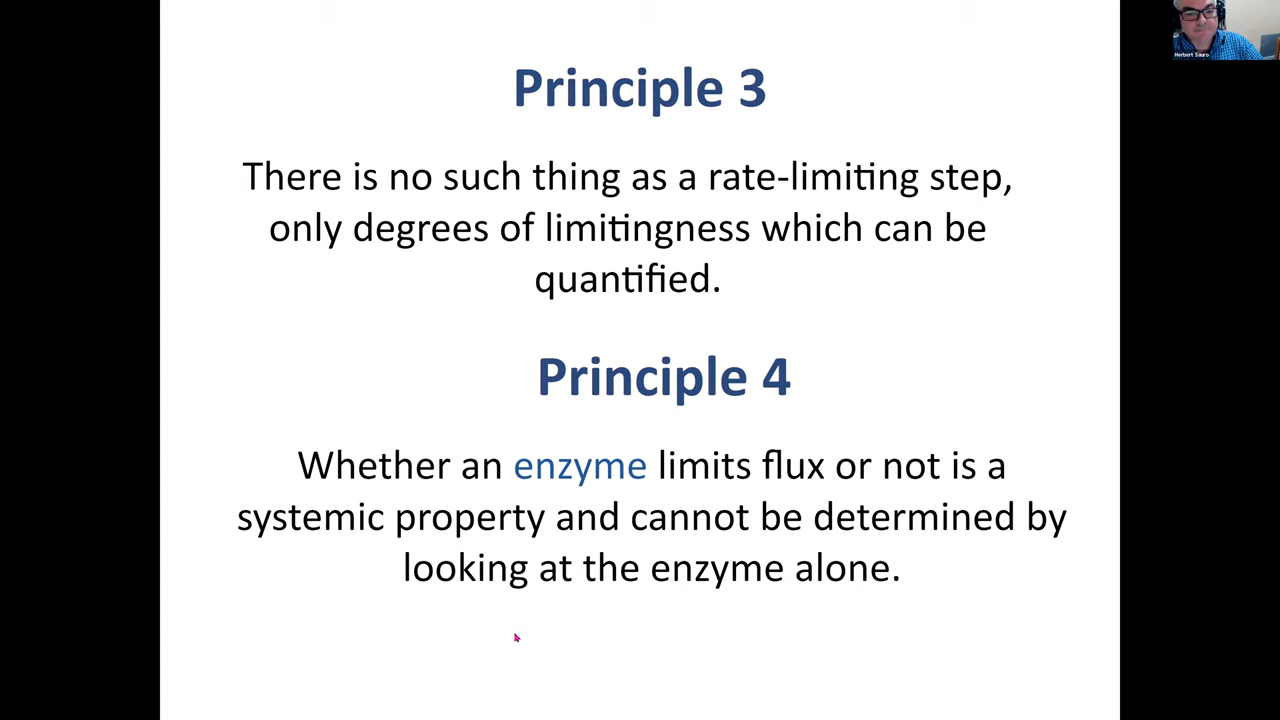 Herbert Sauro
Principle 3
There is no such thing as a rate-limiting step,
only degrees of limitingness which can be
quantified.
Principle 4
Whether an enzyme limits flux or not is a
systemic property and cannot be determined by
looking at the enzyme alone.